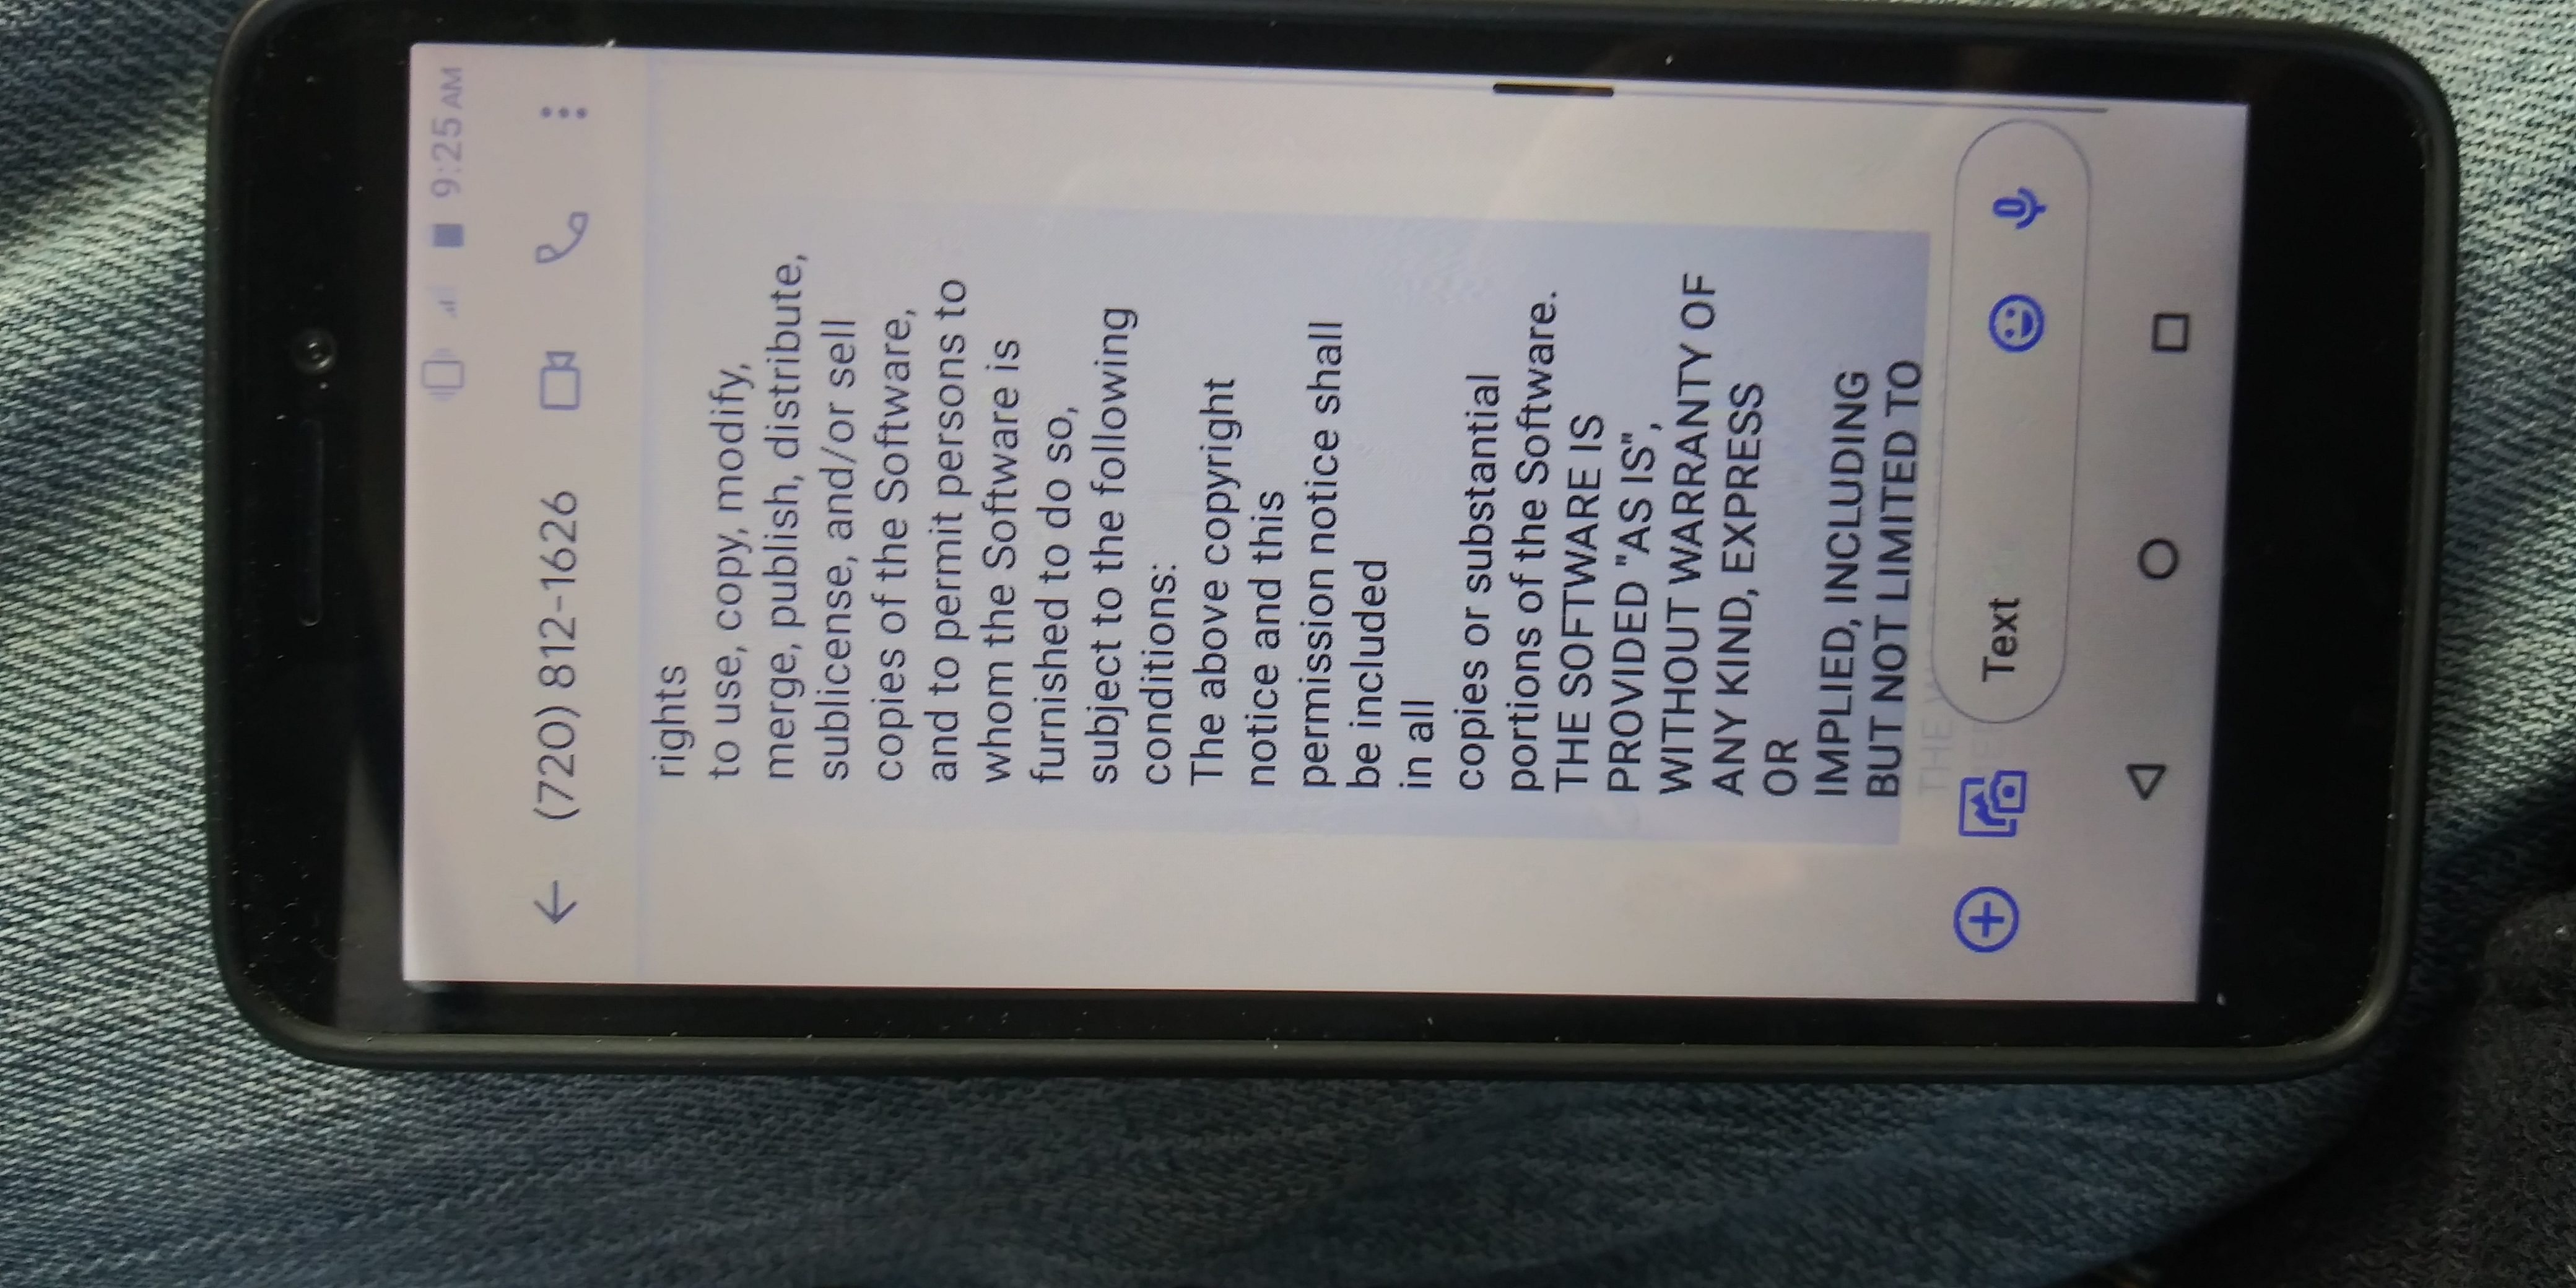 9:25 AM
(720) 812-1626
rights
to use, copy, modify,
merge, publish, distribute,
sublicense, and/or sell
copies of the Software,
and to permit persons to
whom the Software is
furnished to do so,
subject to the following
conditions:
The above copyright
notice and this
permission notice shall
be included
in all
copies or substantial
portions of the Software.
THE SOFTWARE IS
PROVIDED "AS IS",
WITHOUT WARRANTY OF
ANY KIND, EXPRESS
OR
IMPLIED, INCLUDING
BUT NOT LIMITED TO
THE
Text